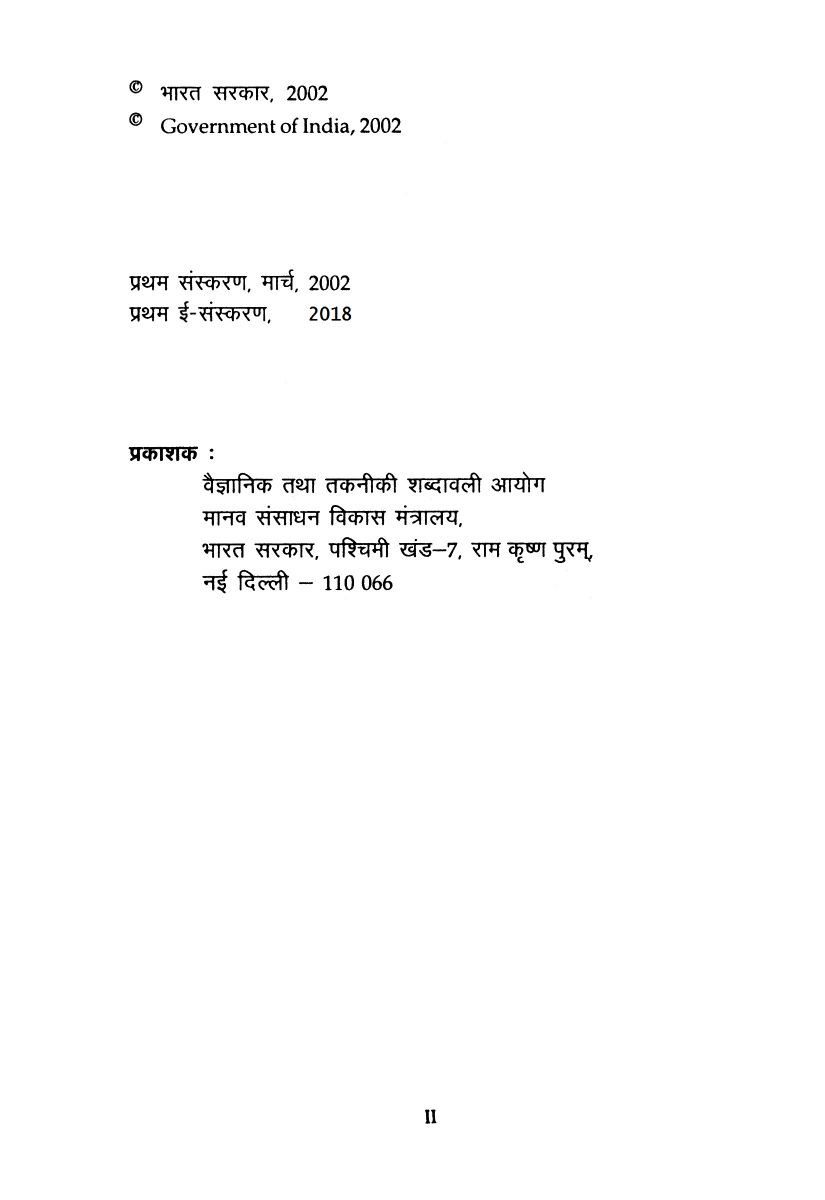 © भारत सरकार, 2002
© Government of India, 2002
प्रथम संस्करण, मार्च, 2002
प्रथम ई-संस्करण, 2018
प्रकाशक :
वैज्ञानिक तथा तकनीकी शब्दावली आयोग
मानव संसाधन विकास मंत्रालय,
भारत सरकार, पश्चिमी खंड–7, राम कृष्ण पुरम्,
नई दिल्ली – 110 066
II